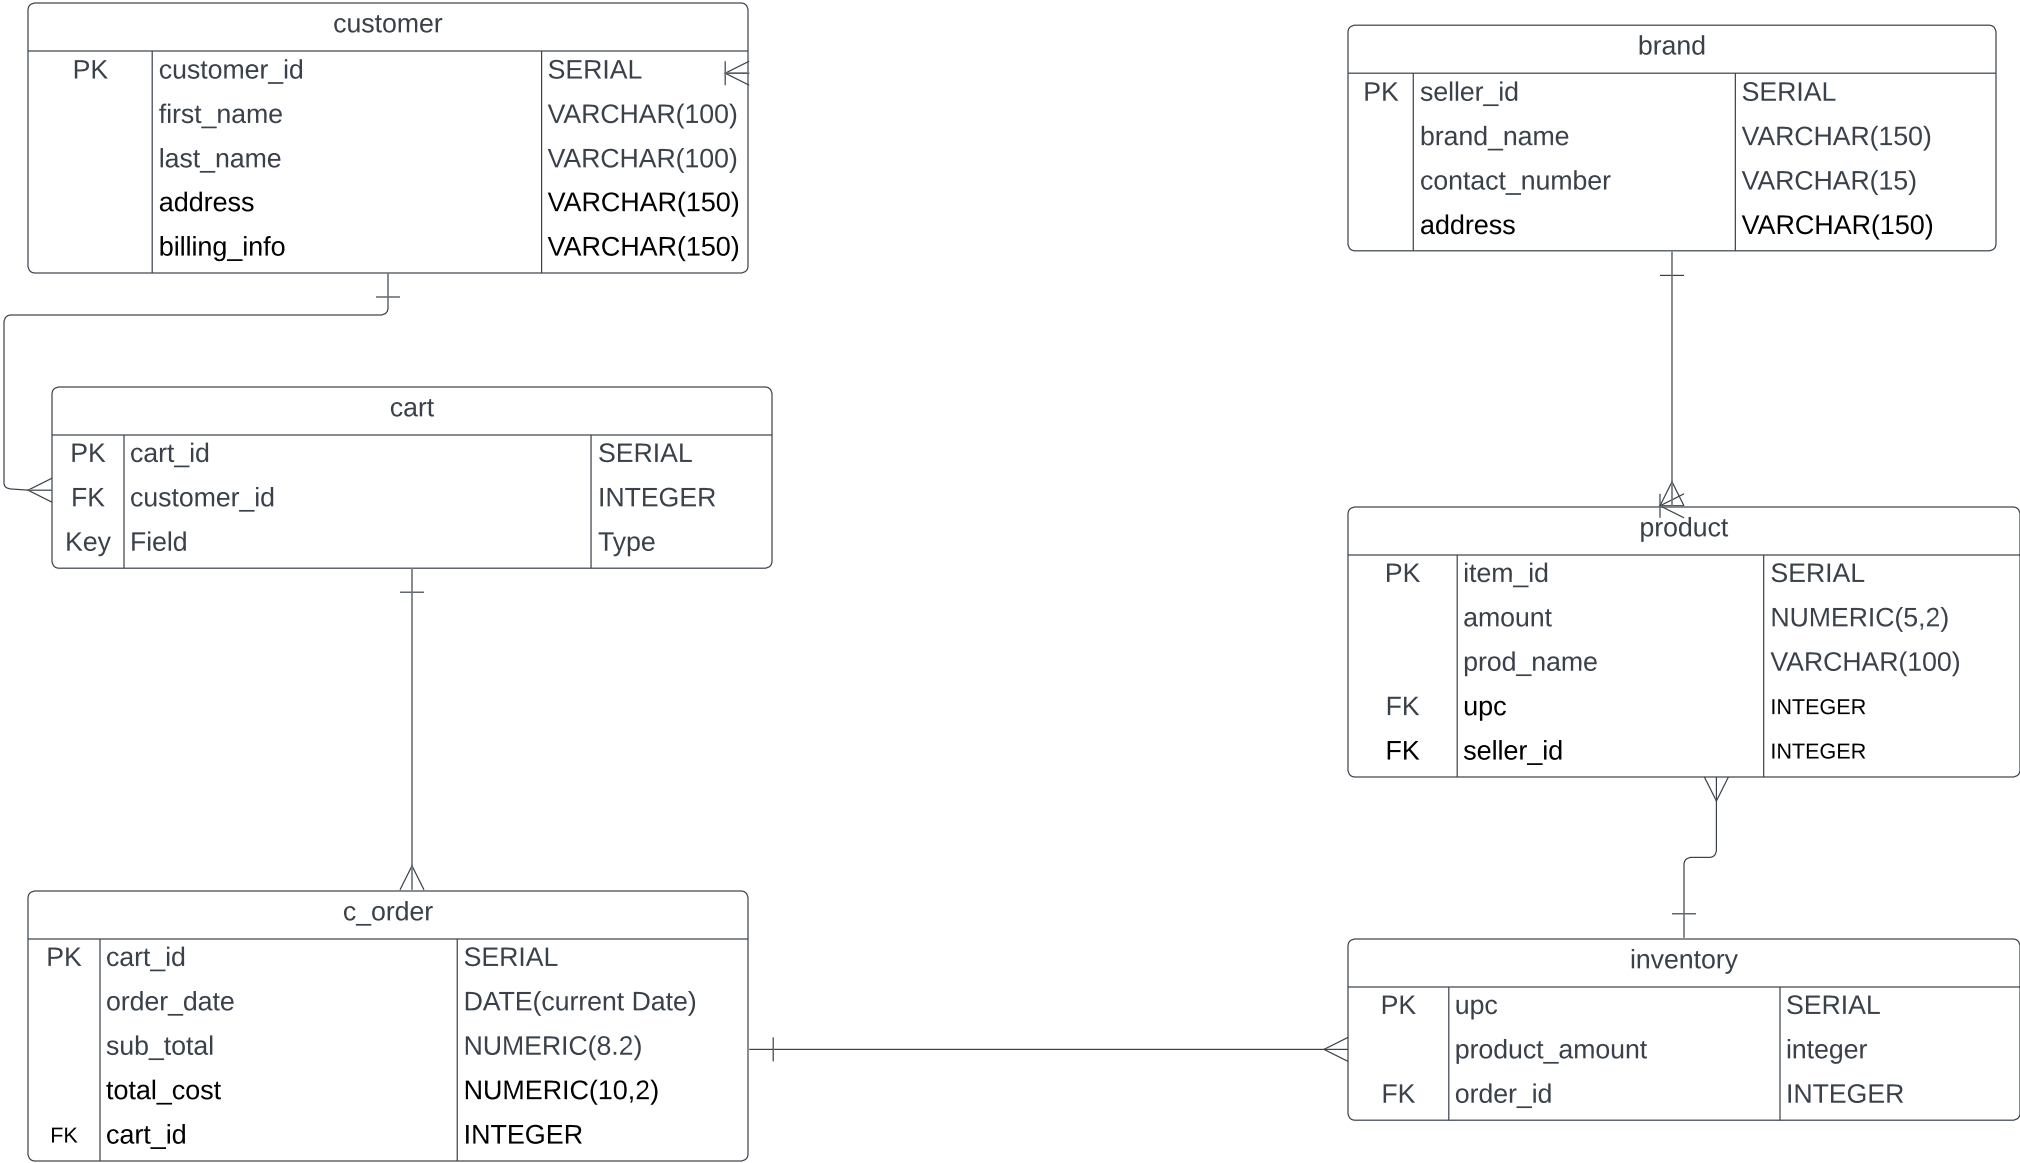 customer
PK customer_id SERIAL
first_name VARCHAR(100)
last_name VARCHAR(100)
address VARCHAR(150)
billing_info VARCHAR(150)
brand
PK seller_id SERIAL
brand_name VARCHAR(150)
contact_number VARCHAR(15)
address VARCHAR(150)
cart
PK cart_id SERIAL
FK customer_id INTEGER
Key Field Type
product
PK item_id SERIAL
amount NUMERIC(5,2)
prod_name VARCHAR(100)
FK upc INTEGER
FK seller_id INTEGER
c_order
PK cart_id SERIAL
order_date DATE(current Date)
sub_total NUMERIC(8.2)
total_cost NUMERIC(10,2)
FK cart_id INTEGER
inventory
PK upc SERIAL
product_amount integer
FK order_id INTEGER